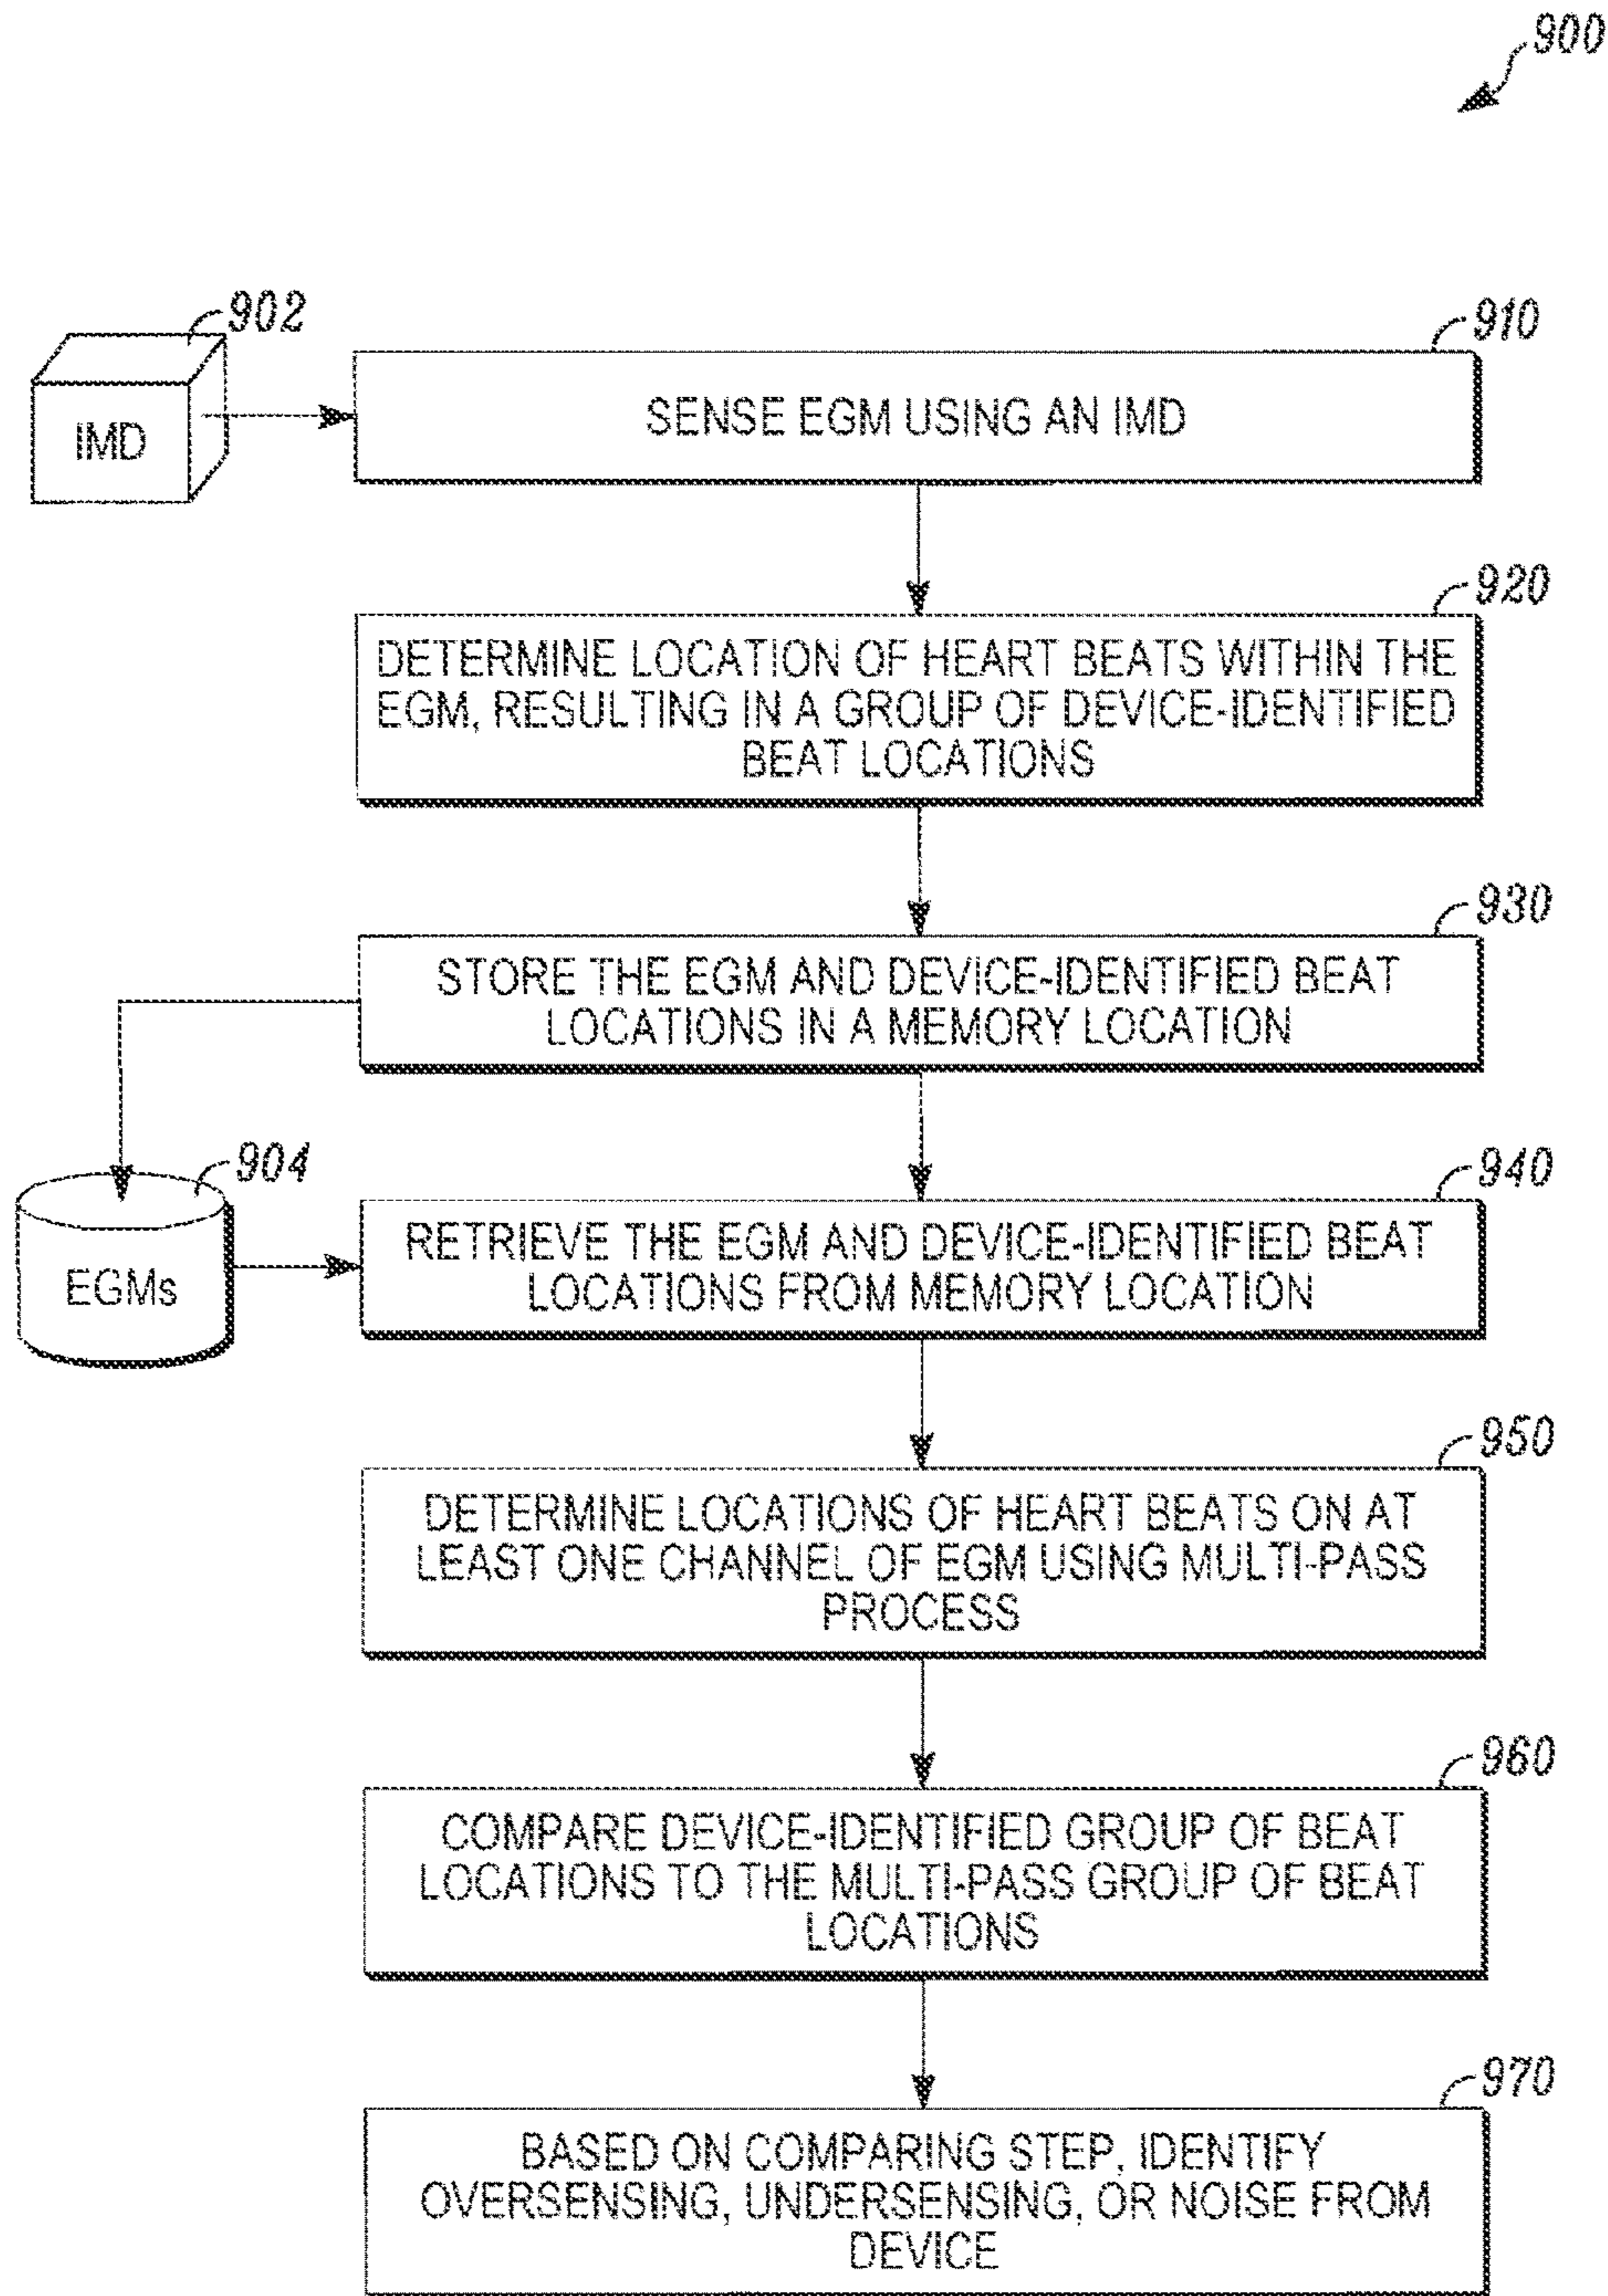 900
902
IMD
910
SENSE EGM USING AN IMD
920
DETERMINE LOCATION OF HEART BEATS WITHIN THE
EGM, RESULTING IN A GROUP OF DEVICE-IDENTIFIED
BEAT LOCATIONS
930
STORE THE EGM AND DEVICE-IDENTIFIED BEAT
LOCATIONS IN A MEMORY LOCATION
904
EGMs
940
RETRIEVE THE EGM AND DEVICE-IDENTIFIED BEAT
LOCATIONS FROM MEMORY LOCATION
950
DETERMINE LOCATIONS OF HEART BEATS ON AT
LEAST ONE CHANNEL OF EGM USING MULTI-PASS
PROCESS
960
COMPARE DEVICE-IDENTIFIED GROUP OF BEAT
LOCATIONS TO THE MULTI-PASS GROUP OF BEAT
LOCATIONS
970
BASED ON COMPARING STEP, IDENTIFY
OVERSENSING, UNDERSENSING, OR NOISE FROM
DEVICE